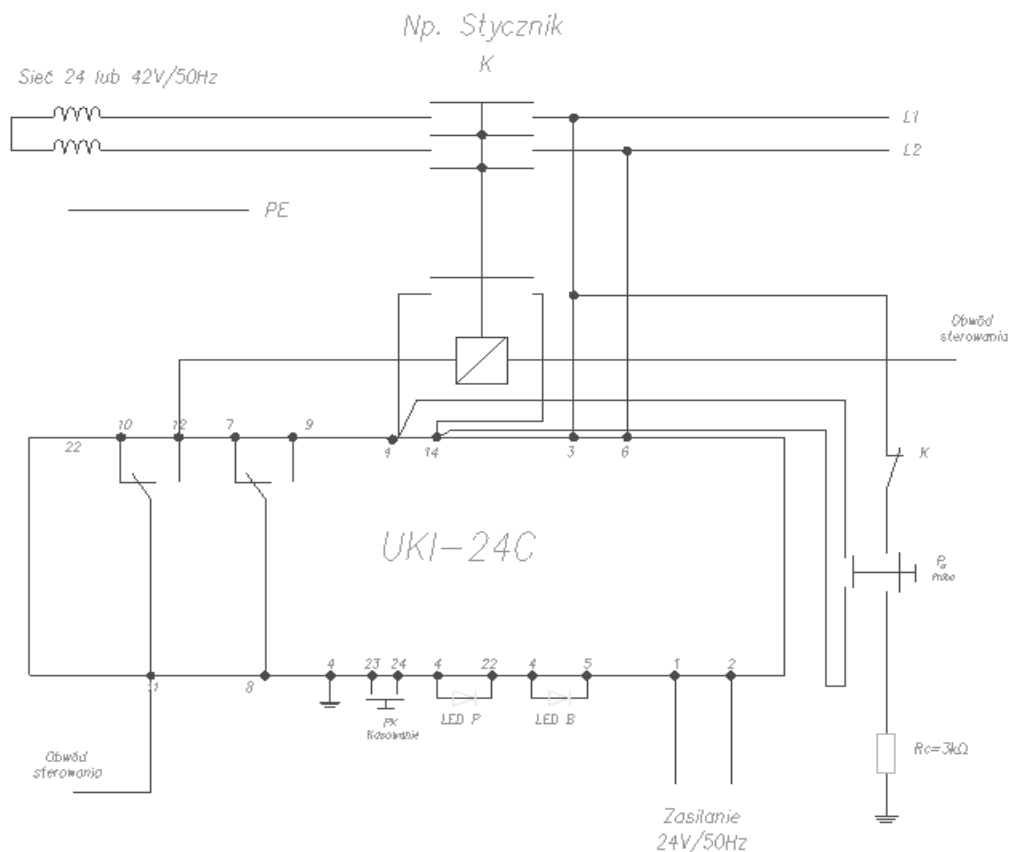 Np. Stycznik
K
Sieć 24 lub 42V/50Hz
L1
L2
PE
Obwód
sterowania
10 12 7 9
22 4 14 3 6
K
UKI-24C
Próba
11 8 4 23 24 4 22 4 5 1 2
PK
Kasowanie
LED P
LED B
Obwód
sterowania
Rc=3kΩ
Zasilanie
24V/50Hz